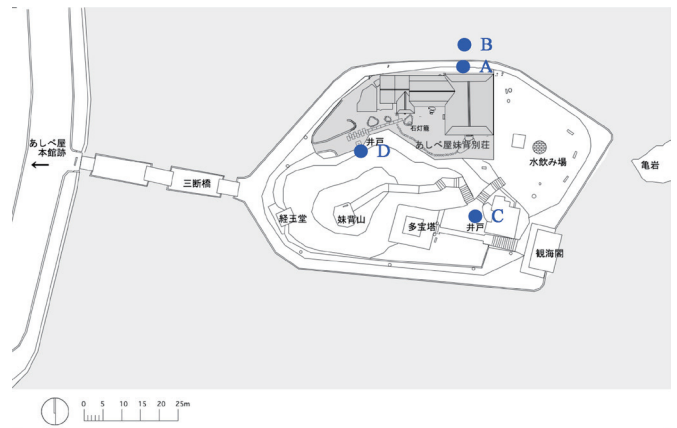 B
A
あしべ屋
本館跡
三断橋
石灯籠
井戸
D
あしべ屋妹背別荘
水飲み場
亀岩
経王堂
妹背山
多宝塔
C
井戸
観海閣
0 5 10 15 20 25m